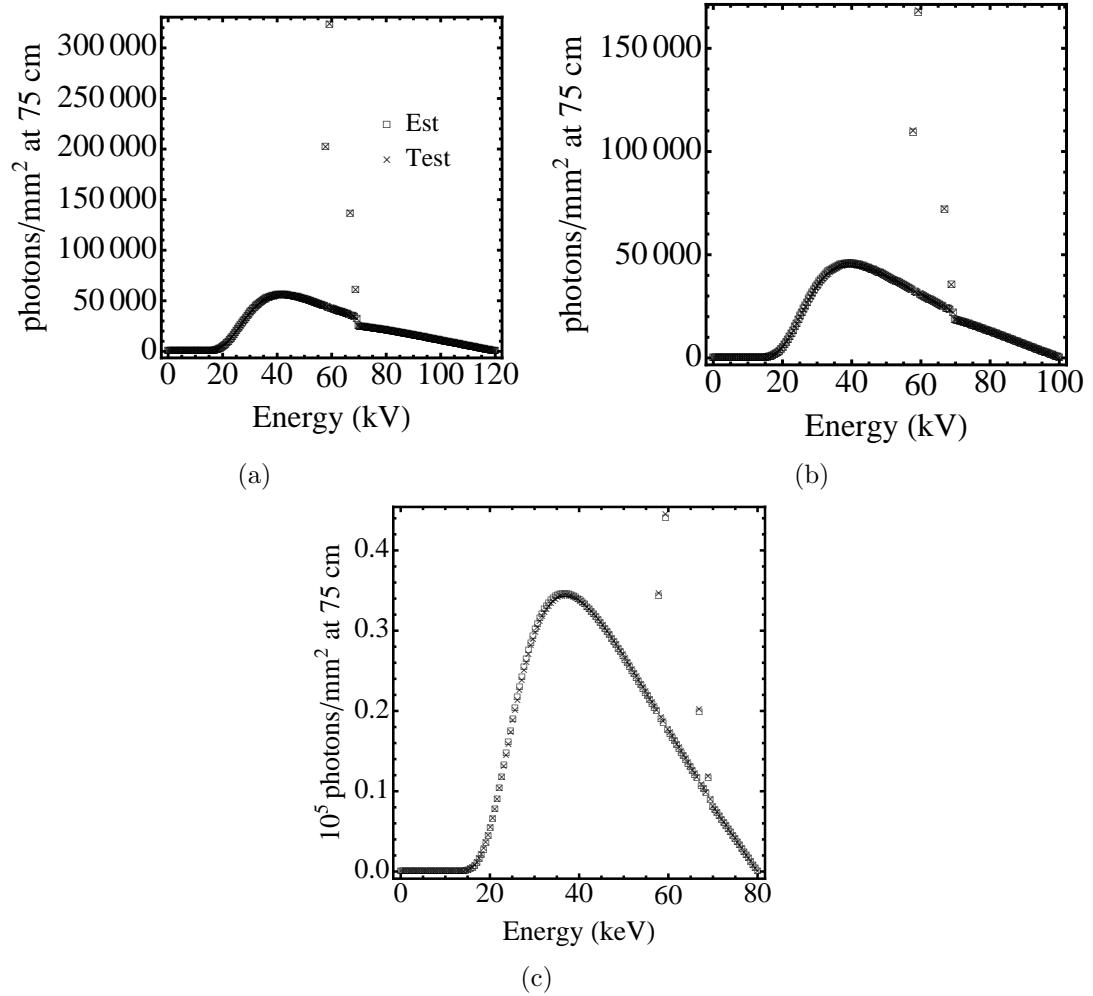 photons/mm² at 75 cm
300 000
250 000
200 000
150 000
100 000
50 000
0
□ Est
× Test
0 20 40 60 80 100 120
Energy (kV)
(a)
photons/mm² at 75 cm
150 000
100 000
50 000
0
0 20 40 60 80 100
Energy (kV)
(b)
10⁵ photons/mm² at 75 cm
0.4
0.3
0.2
0.1
0.0
0 20 40 60 80
Energy (keV)
(c)